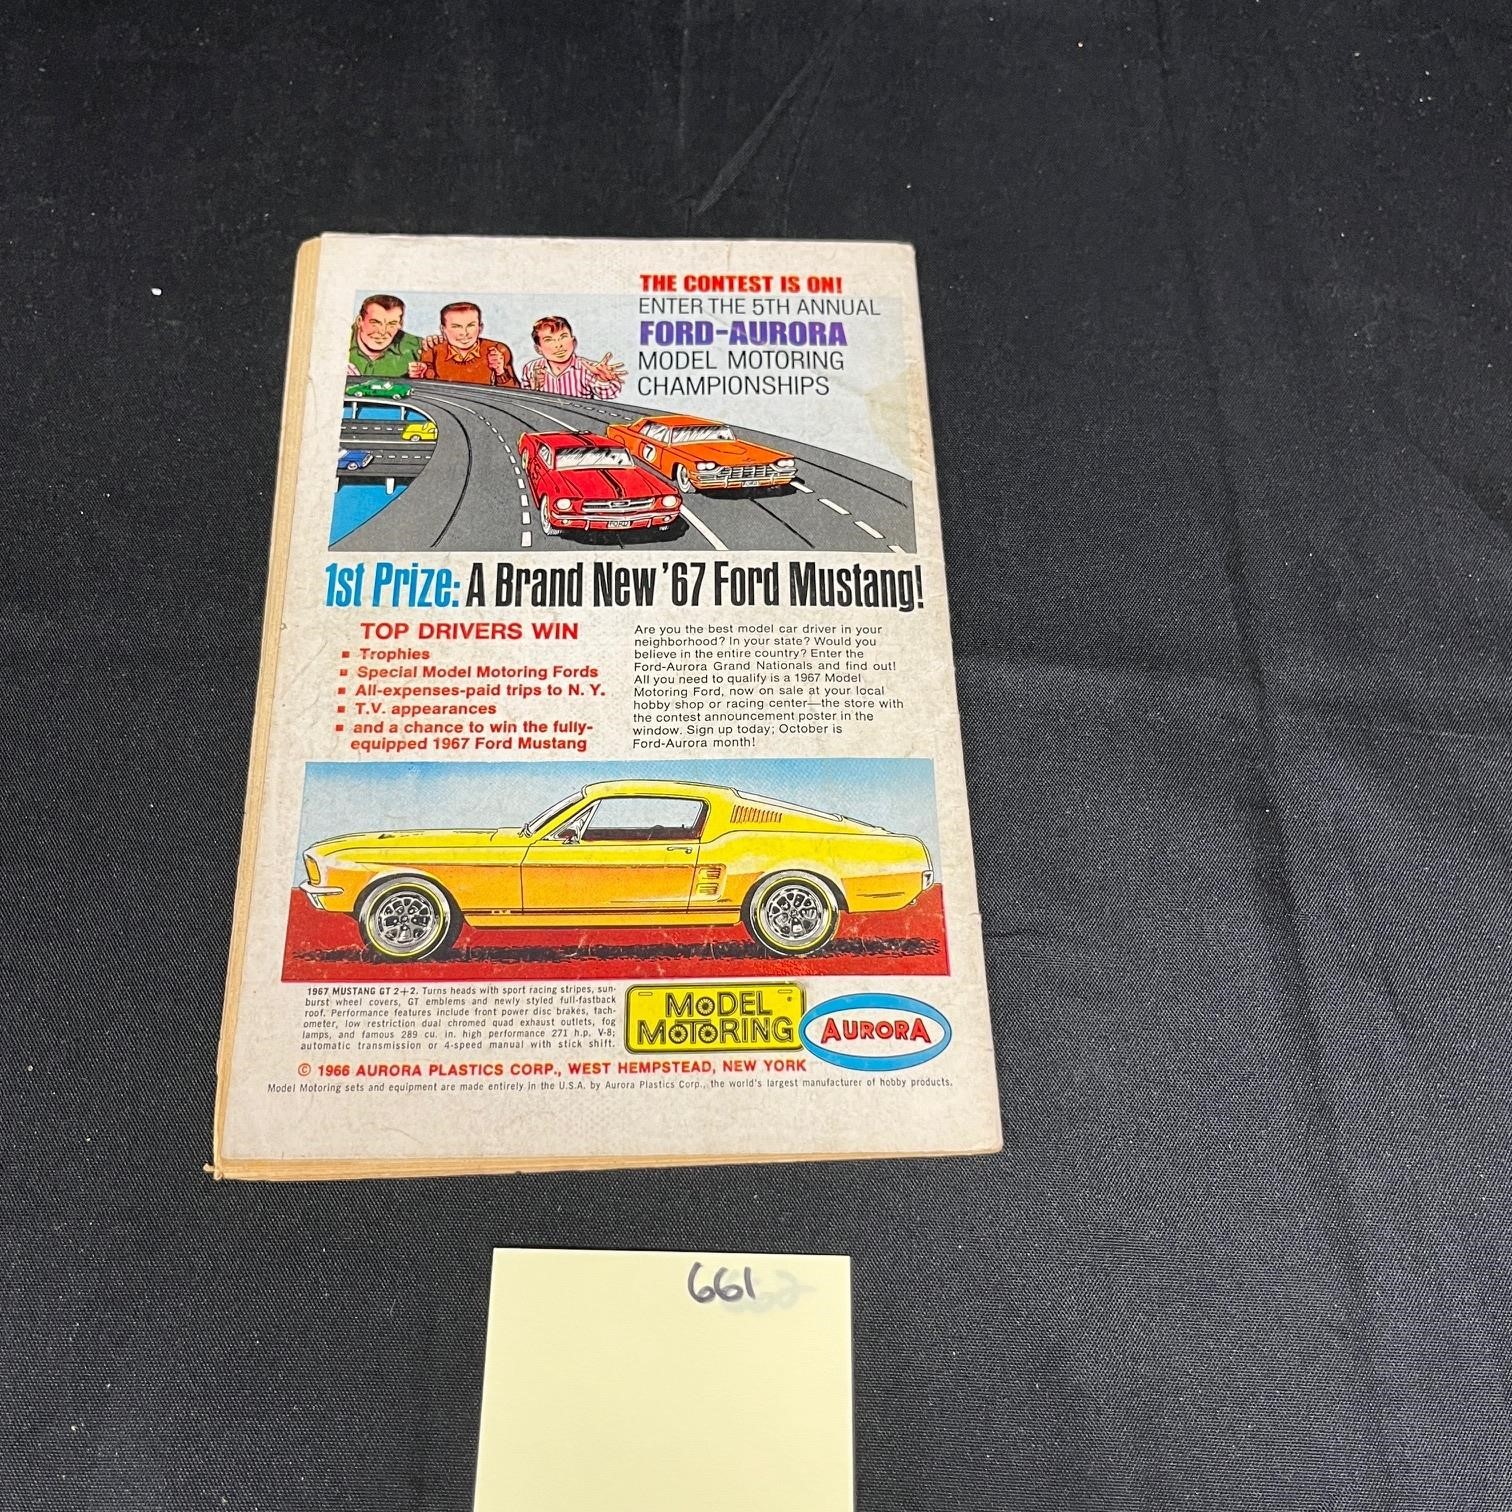 THE CONTEST IS ON!
ENTER THE 5TH ANNUAL
FORD-AURORA
MODEL MOTORING
CHAMPIONSHIPS
7
FORD
1st Prize: A Brand New '67 Ford Mustang!
TOP DRIVERS WIN
Trophies
Special Model Motoring Fords
All-expenses-paid trips to N. Y.
T.V. appearances
and a chance to win the fully-
equipped 1967 Ford Mustang
Are you the best model car driver in your
neighborhood? In your state? Would you
believe in the entire country? Enter the
Ford-Aurora Grand Nationals and find out!
All you need to qualify is a 1967 Model
Motoring Ford, now on sale at your local
hobby shop or racing center—the store with
the contest announcement poster in the
window. Sign up today; October is
Ford-Aurora month!
1967 MUSTANG GT 2+2. Turns heads with sport racing stripes, sun-
burst wheel covers, GT emblems and newly styled full-fastback
roof. Performance features include front power disc brakes, tach-
ometer, low restriction dual chromed quad exhaust outlets, fog
lamps, and famous 289 cu. in. high performance 271 h.p. V-8;
automatic transmission or 4-speed manual with stick shift.
MODEL
MOTORING
®
AURORA
© 1966 AURORA PLASTICS CORP., WEST HEMPSTEAD, NEW YORK
Model Motoring sets and equipment are made entirely in the U.S.A. by Aurora Plastics Corp., the world's largest manufacturer of hobby products.
661